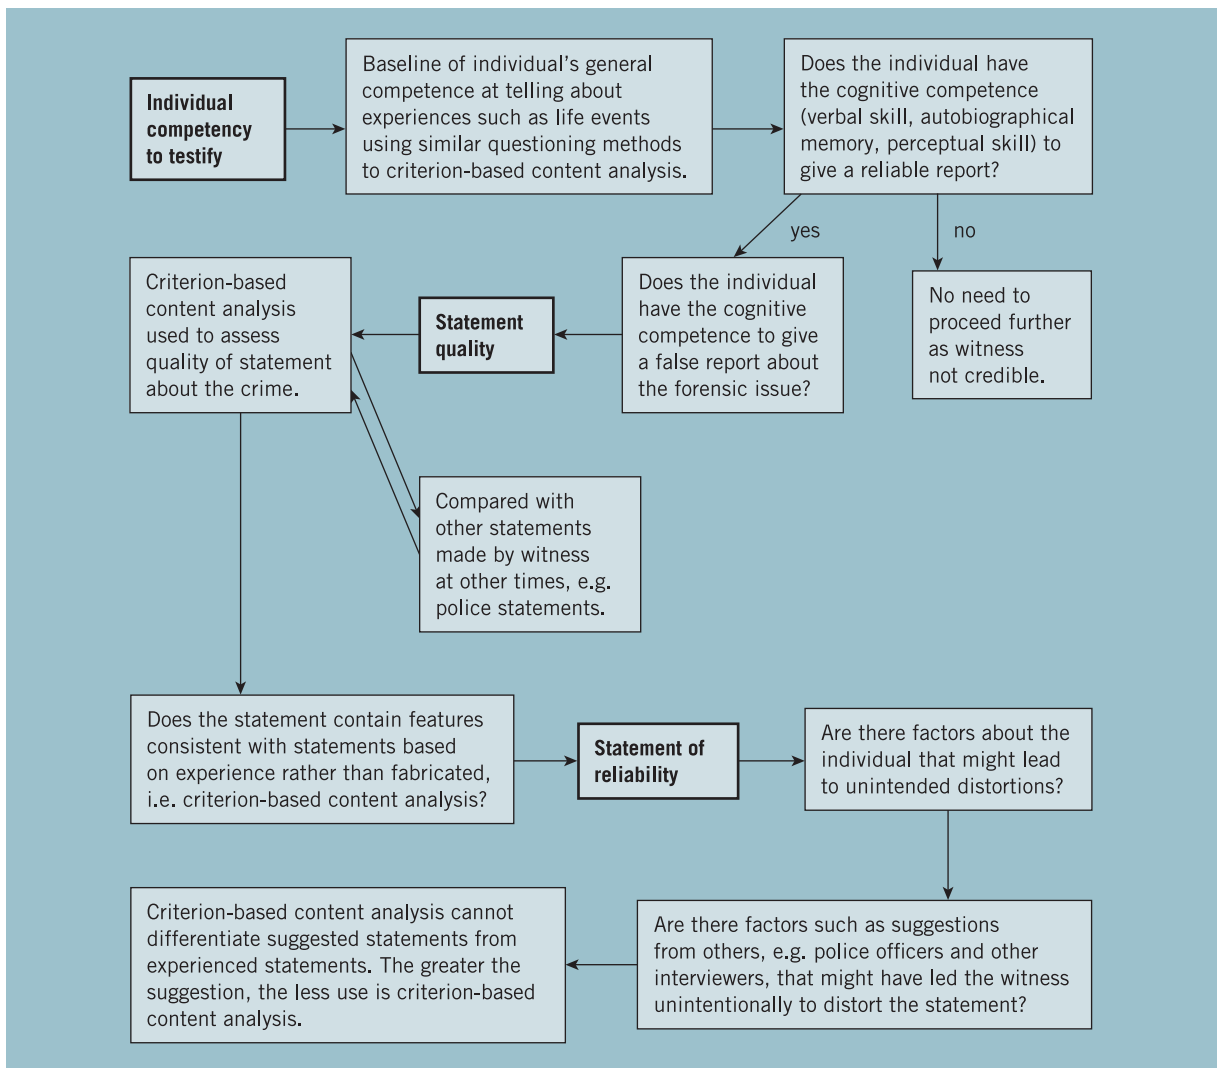 Individual
competency
to testify
Baseline of individual's general
competence at telling about
experiences such as life events
using similar questioning methods
to criterion-based content analysis.
Does the individual have
the cognitive competence
(verbal skill, autobiographical
memory, perceptual skill) to
give a reliable report?
yes
no
Criterion-based
content analysis
used to assess
quality of statement
about the crime.
Statement
quality
Does the individual
have the cognitive
competence to give
a false report about
the forensic issue?
No need to
proceed further
as witness
not credible.
Compared with
other statements
made by witness
at other times, e.g.
police statements.
Does the statement contain features
consistent with statements based
on experience rather than fabricated,
i.e. criterion-based content analysis?
Statement of
reliability
Are there factors about the
individual that might lead
to unintended distortions?
Criterion-based content analysis cannot
differentiate suggested statements from
experienced statements. The greater the
suggestion, the less use is criterion-based
content analysis.
Are there factors such as suggestions
from others, e.g. police officers and other
interviewers, that might have led the witness
unintentionally to distort the statement?